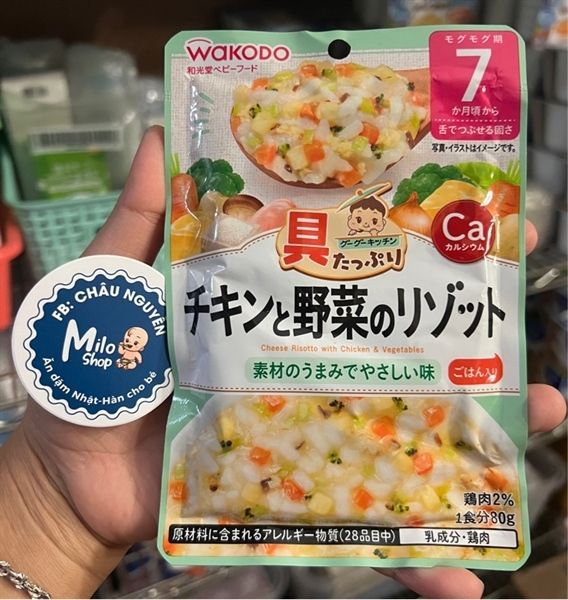 wakodo
和光堂ベビーフード
モグモグ期
7
か月頃から
舌でつぶせる固さ
写真・イラストはイメージです。
具
グーグーキッチン
たっぷり
Ca
カルシウム
チキンと野菜のリゾット
Cheese Risotto with Chicken & Vegetables
素材のうまみでやさしい味
ごはん入り
鶏肉2%
1食分80g
原材料に含まれるアレルギー物質(28品目中)
乳成分・鶏肉
FB: CHÂU NGUYÊN
Milo
Shop
Ăn dặm Nhật-Hàn cho bé